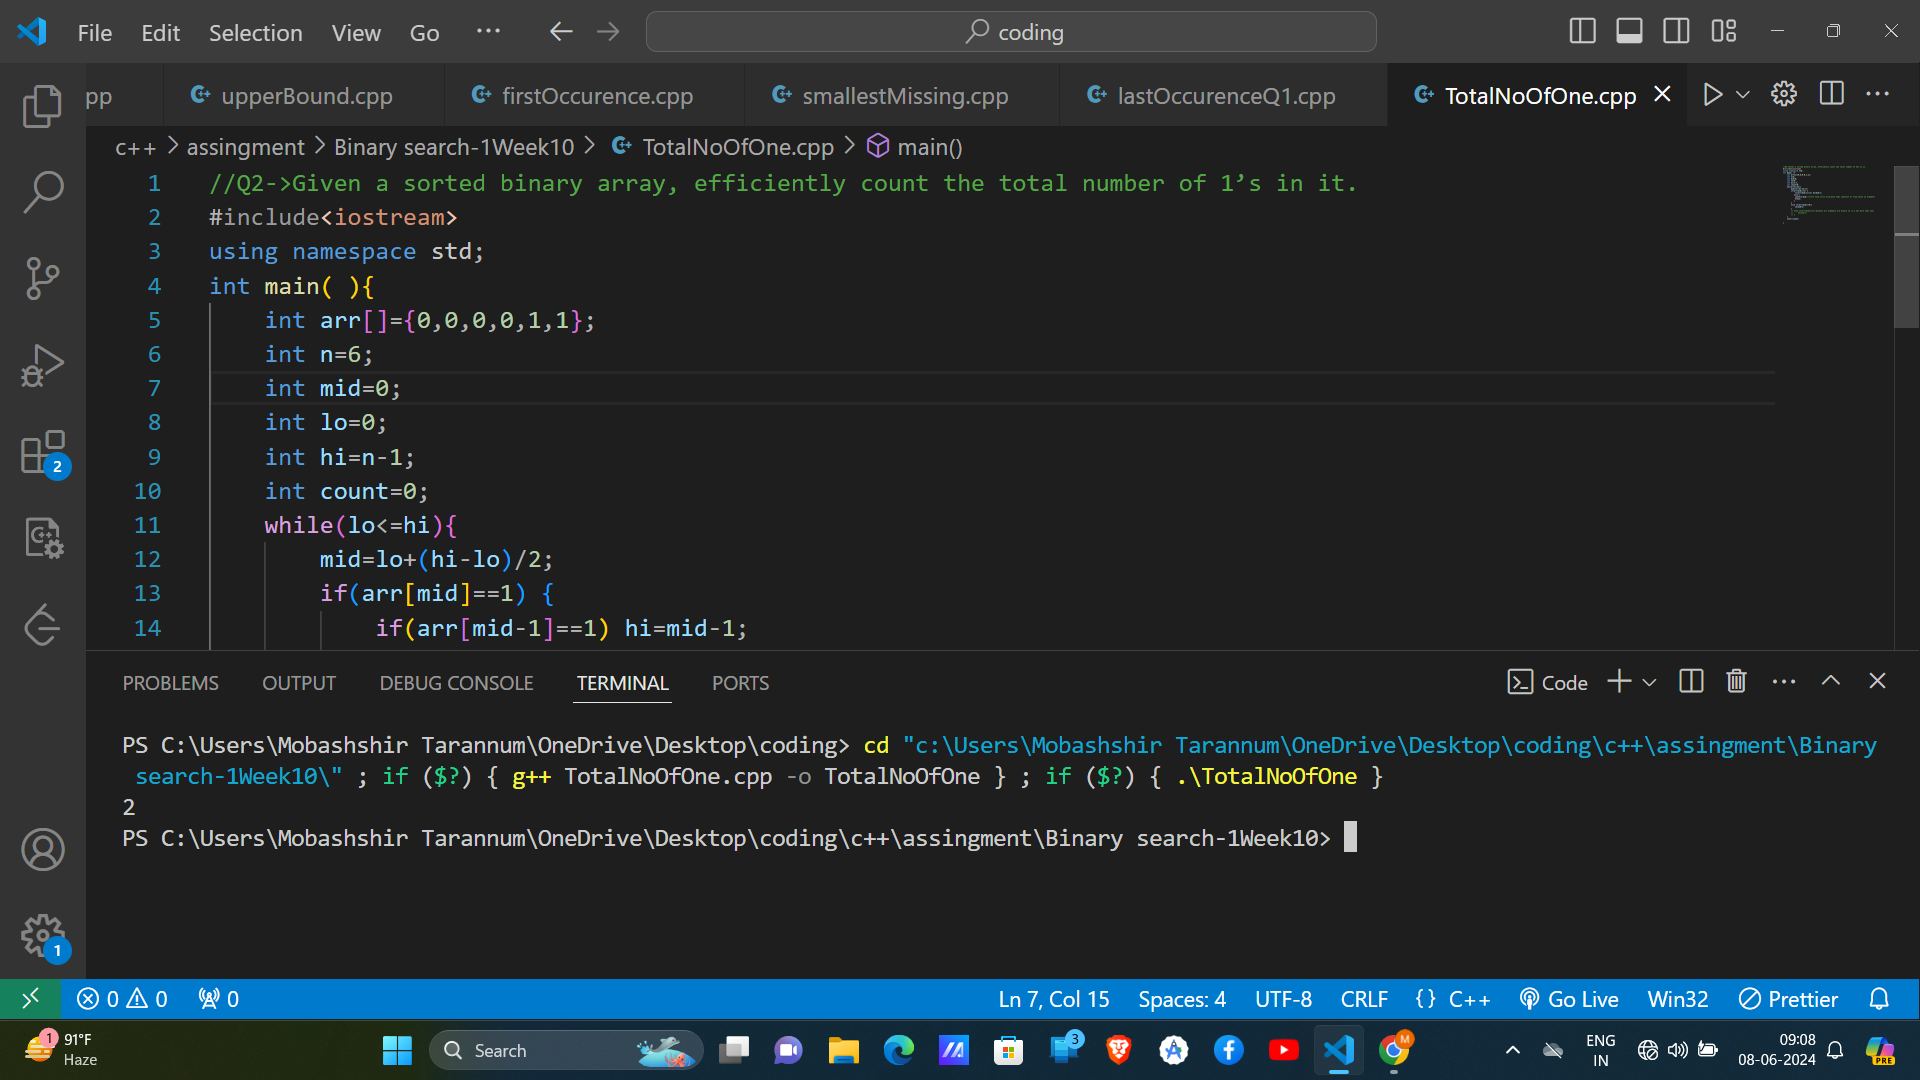 File Edit Selection View Go ··· coding
pp upperBound.cpp firstOccurence.cpp smallestMissing.cpp lastOccurenceQ1.cpp TotalNoOfOne.cpp
c++ > assingment > Binary search-1Week10 > TotalNoOfOne.cpp > main()
1 //Q2->Given a sorted binary array, efficiently count the total number of 1’s in it.
2 #include<iostream>
3 using namespace std;
4 int main( ){
5 int arr[]={0,0,0,0,1,1};
6 int n=6;
7 int mid=0;
8 int lo=0;
9 int hi=n-1;
10 int count=0;
11 while(lo<=hi){
12 mid=lo+(hi-lo)/2;
13 if(arr[mid]==1) {
14 if(arr[mid-1]==1) hi=mid-1;
2
PROBLEMS OUTPUT DEBUG CONSOLE TERMINAL PORTS Code
PS C:\Users\Mobashshir Tarannum\OneDrive\Desktop\coding> cd "c:\Users\Mobashshir Tarannum\OneDrive\Desktop\coding\c++\assingment\Binary
search-1Week10\" ; if ($?) { g++ TotalNoOfOne.cpp -o TotalNoOfOne } ; if ($?) { .\TotalNoOfOne }
2
PS C:\Users\Mobashshir Tarannum\OneDrive\Desktop\coding\c++\assingment\Binary search-1Week10>
1
0 0 0 Ln 7, Col 15 Spaces: 4 UTF-8 CRLF {} C++ Go Live Win32 Prettier
1 91°F
Haze
Search
3
M
ENG
IN
09:08
08-06-2024
PRE